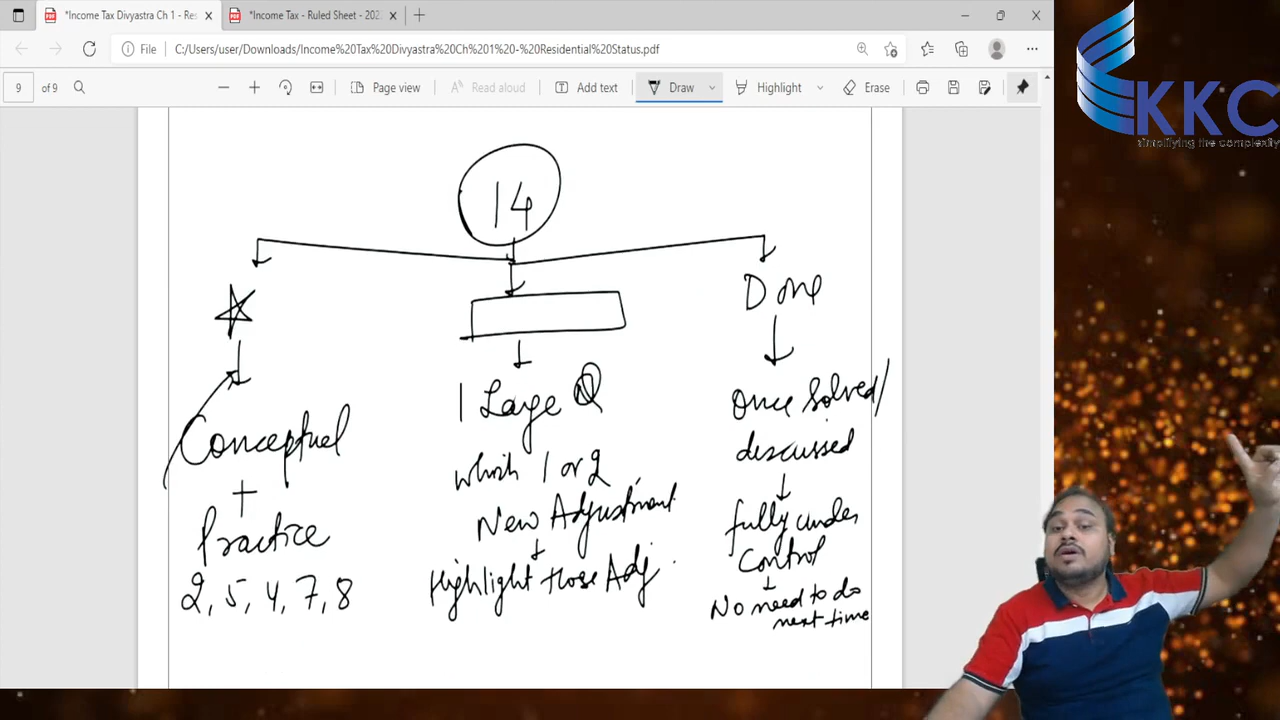 *Income Tax Divyastra Ch 1 - Res
*Income Tax - Ruled Sheet - 202
File
C:/Users/user/Downloads/Income%20Tax%20Divyastra%20Ch%201%20-%20Residential%20Status.pdf
9 of 9
Page view
Read aloud
Add text
Draw
Highlight
Erase
KKC
simplifying the complexity
14
Done
Conceptual
+
Practice
2, 5, 4, 7, 8
1 Large Q
which 1 or 2
New Adjustment
Highlight those Adj.
Once Solved/
discussed
fully under
Control
No need to do
next time